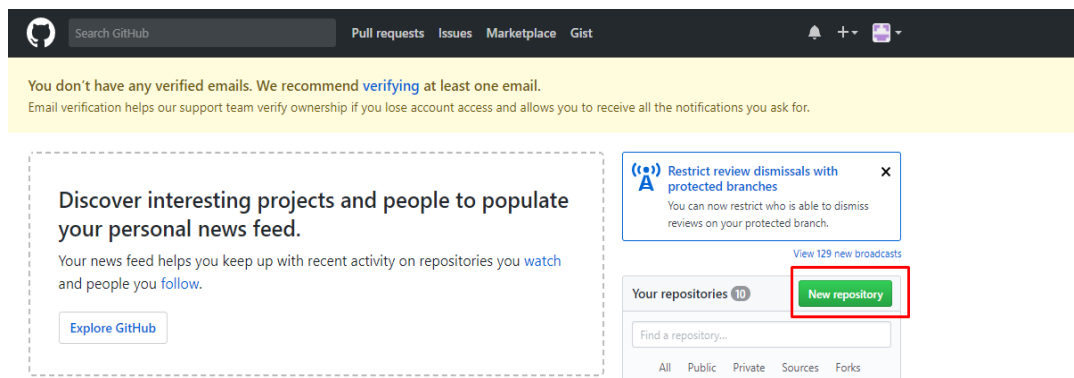 Search GitHub Pull requests Issues Marketplace Gist
You don't have any verified emails. We recommend verifying at least one email.
Email verification helps our support team verify ownership if you lose account access and allows you to receive all the notifications you ask for.
Discover interesting projects and people to populate
your personal news feed.
Your news feed helps you keep up with recent activity on repositories you watch
and people you follow.
Explore GitHub
Restrict review dismissals with
protected branches
You can now restrict who is able to dismiss
reviews on your protected branch.
View 129 new broadcasts
Your repositories 10 New repository
Find a repository...
All Public Private Sources Forks